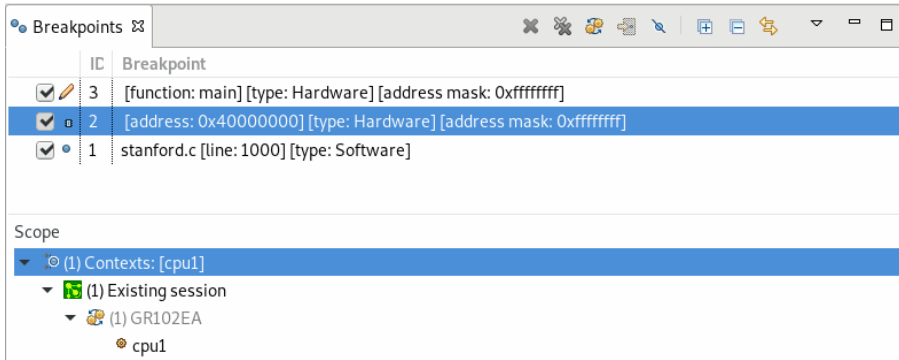 Breakpoints
ID Breakpoint
3 [function: main] [type: Hardware] [address mask: 0xffffffff]
2 [address: 0x40000000] [type: Hardware] [address mask: 0xffffffff]
1 stanford.c [line: 1000] [type: Software]
Scope
(1) Contexts: [cpu1]
(1) Existing session
(1) GR102EA
cpu1